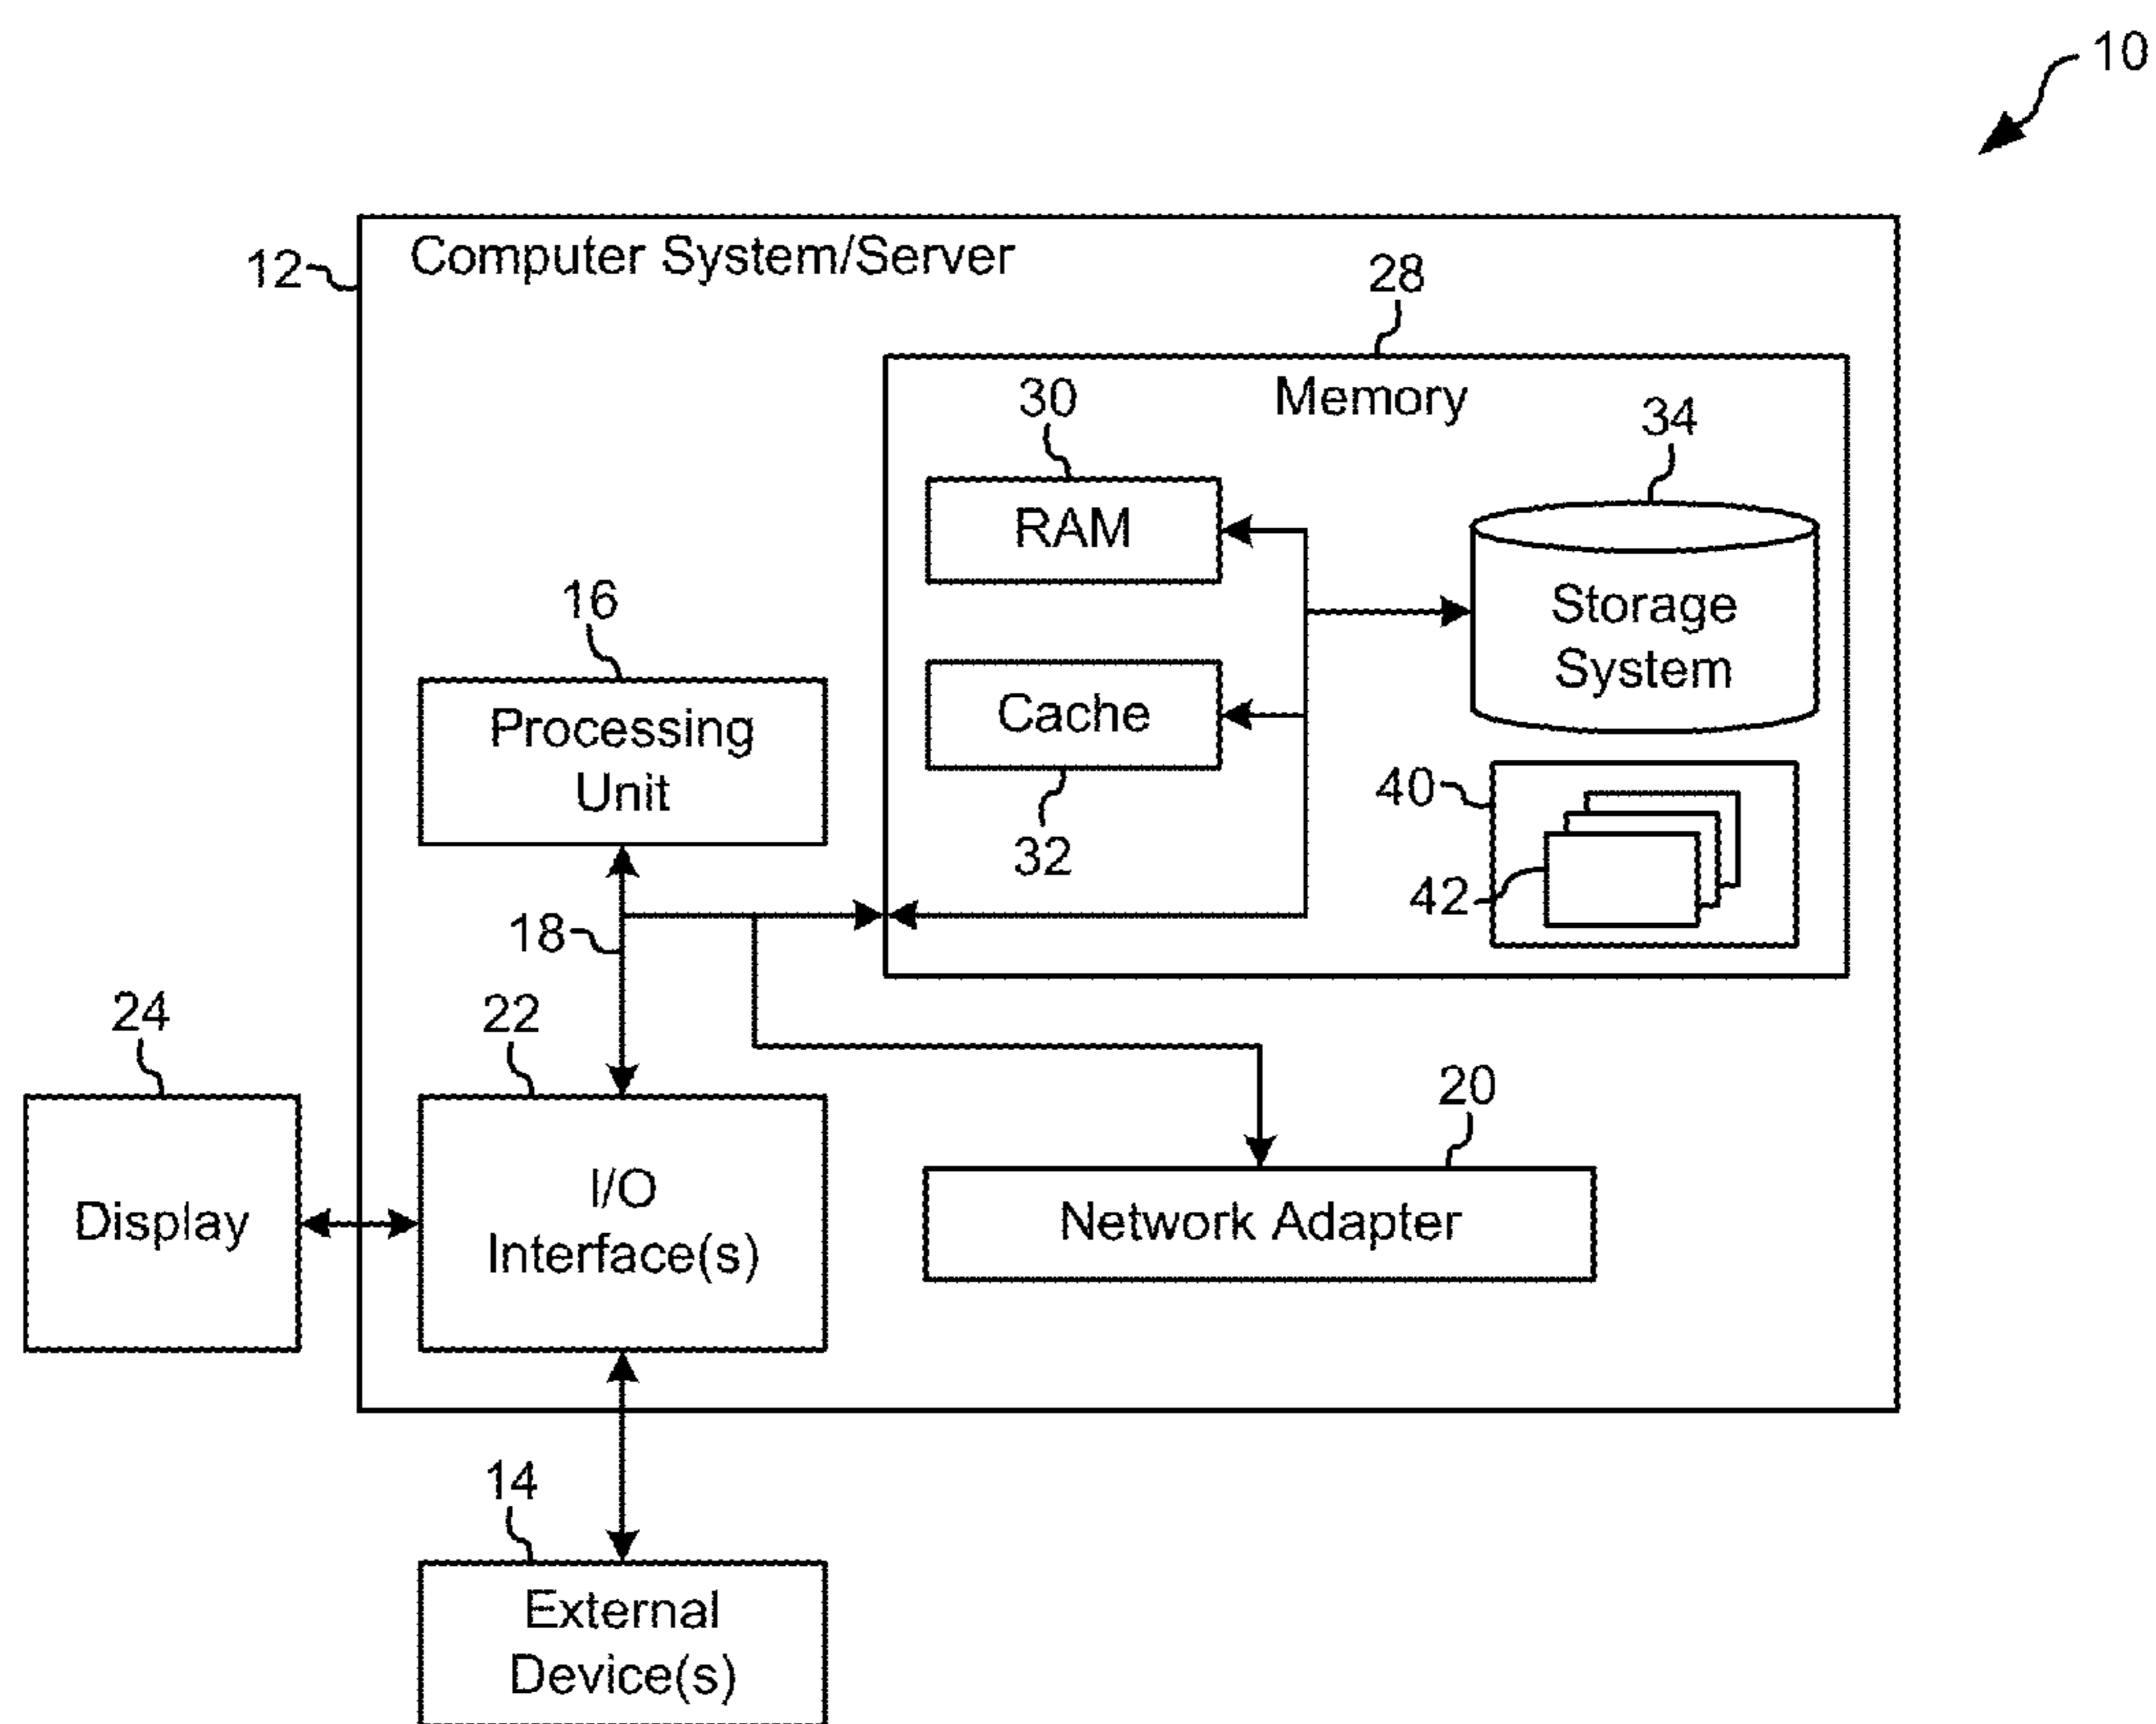 10
12
Computer System/Server
28
Memory
30
34
RAM
Storage
System
16
Processing
Unit
Cache
40
32
42
18
24
22
20
Display
I/O
Interface(s)
Network Adapter
14
External
Device(s)